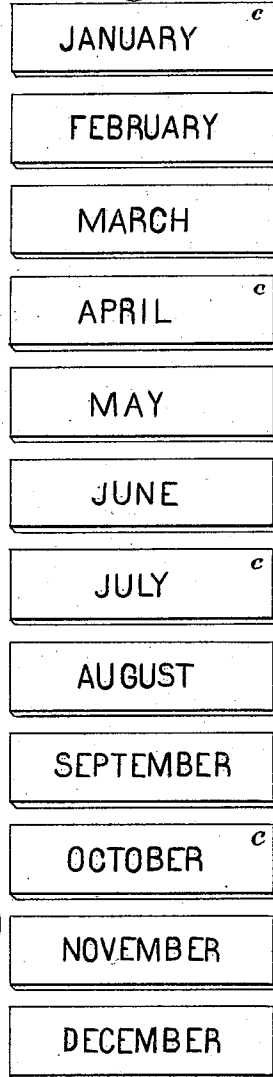 JANUARY c
FEBRUARY
MARCH
APRIL c
MAY
JUNE
JULY c
AUGUST
SEPTEMBER
OCTOBER c
NOVEMBER
DECEMBER